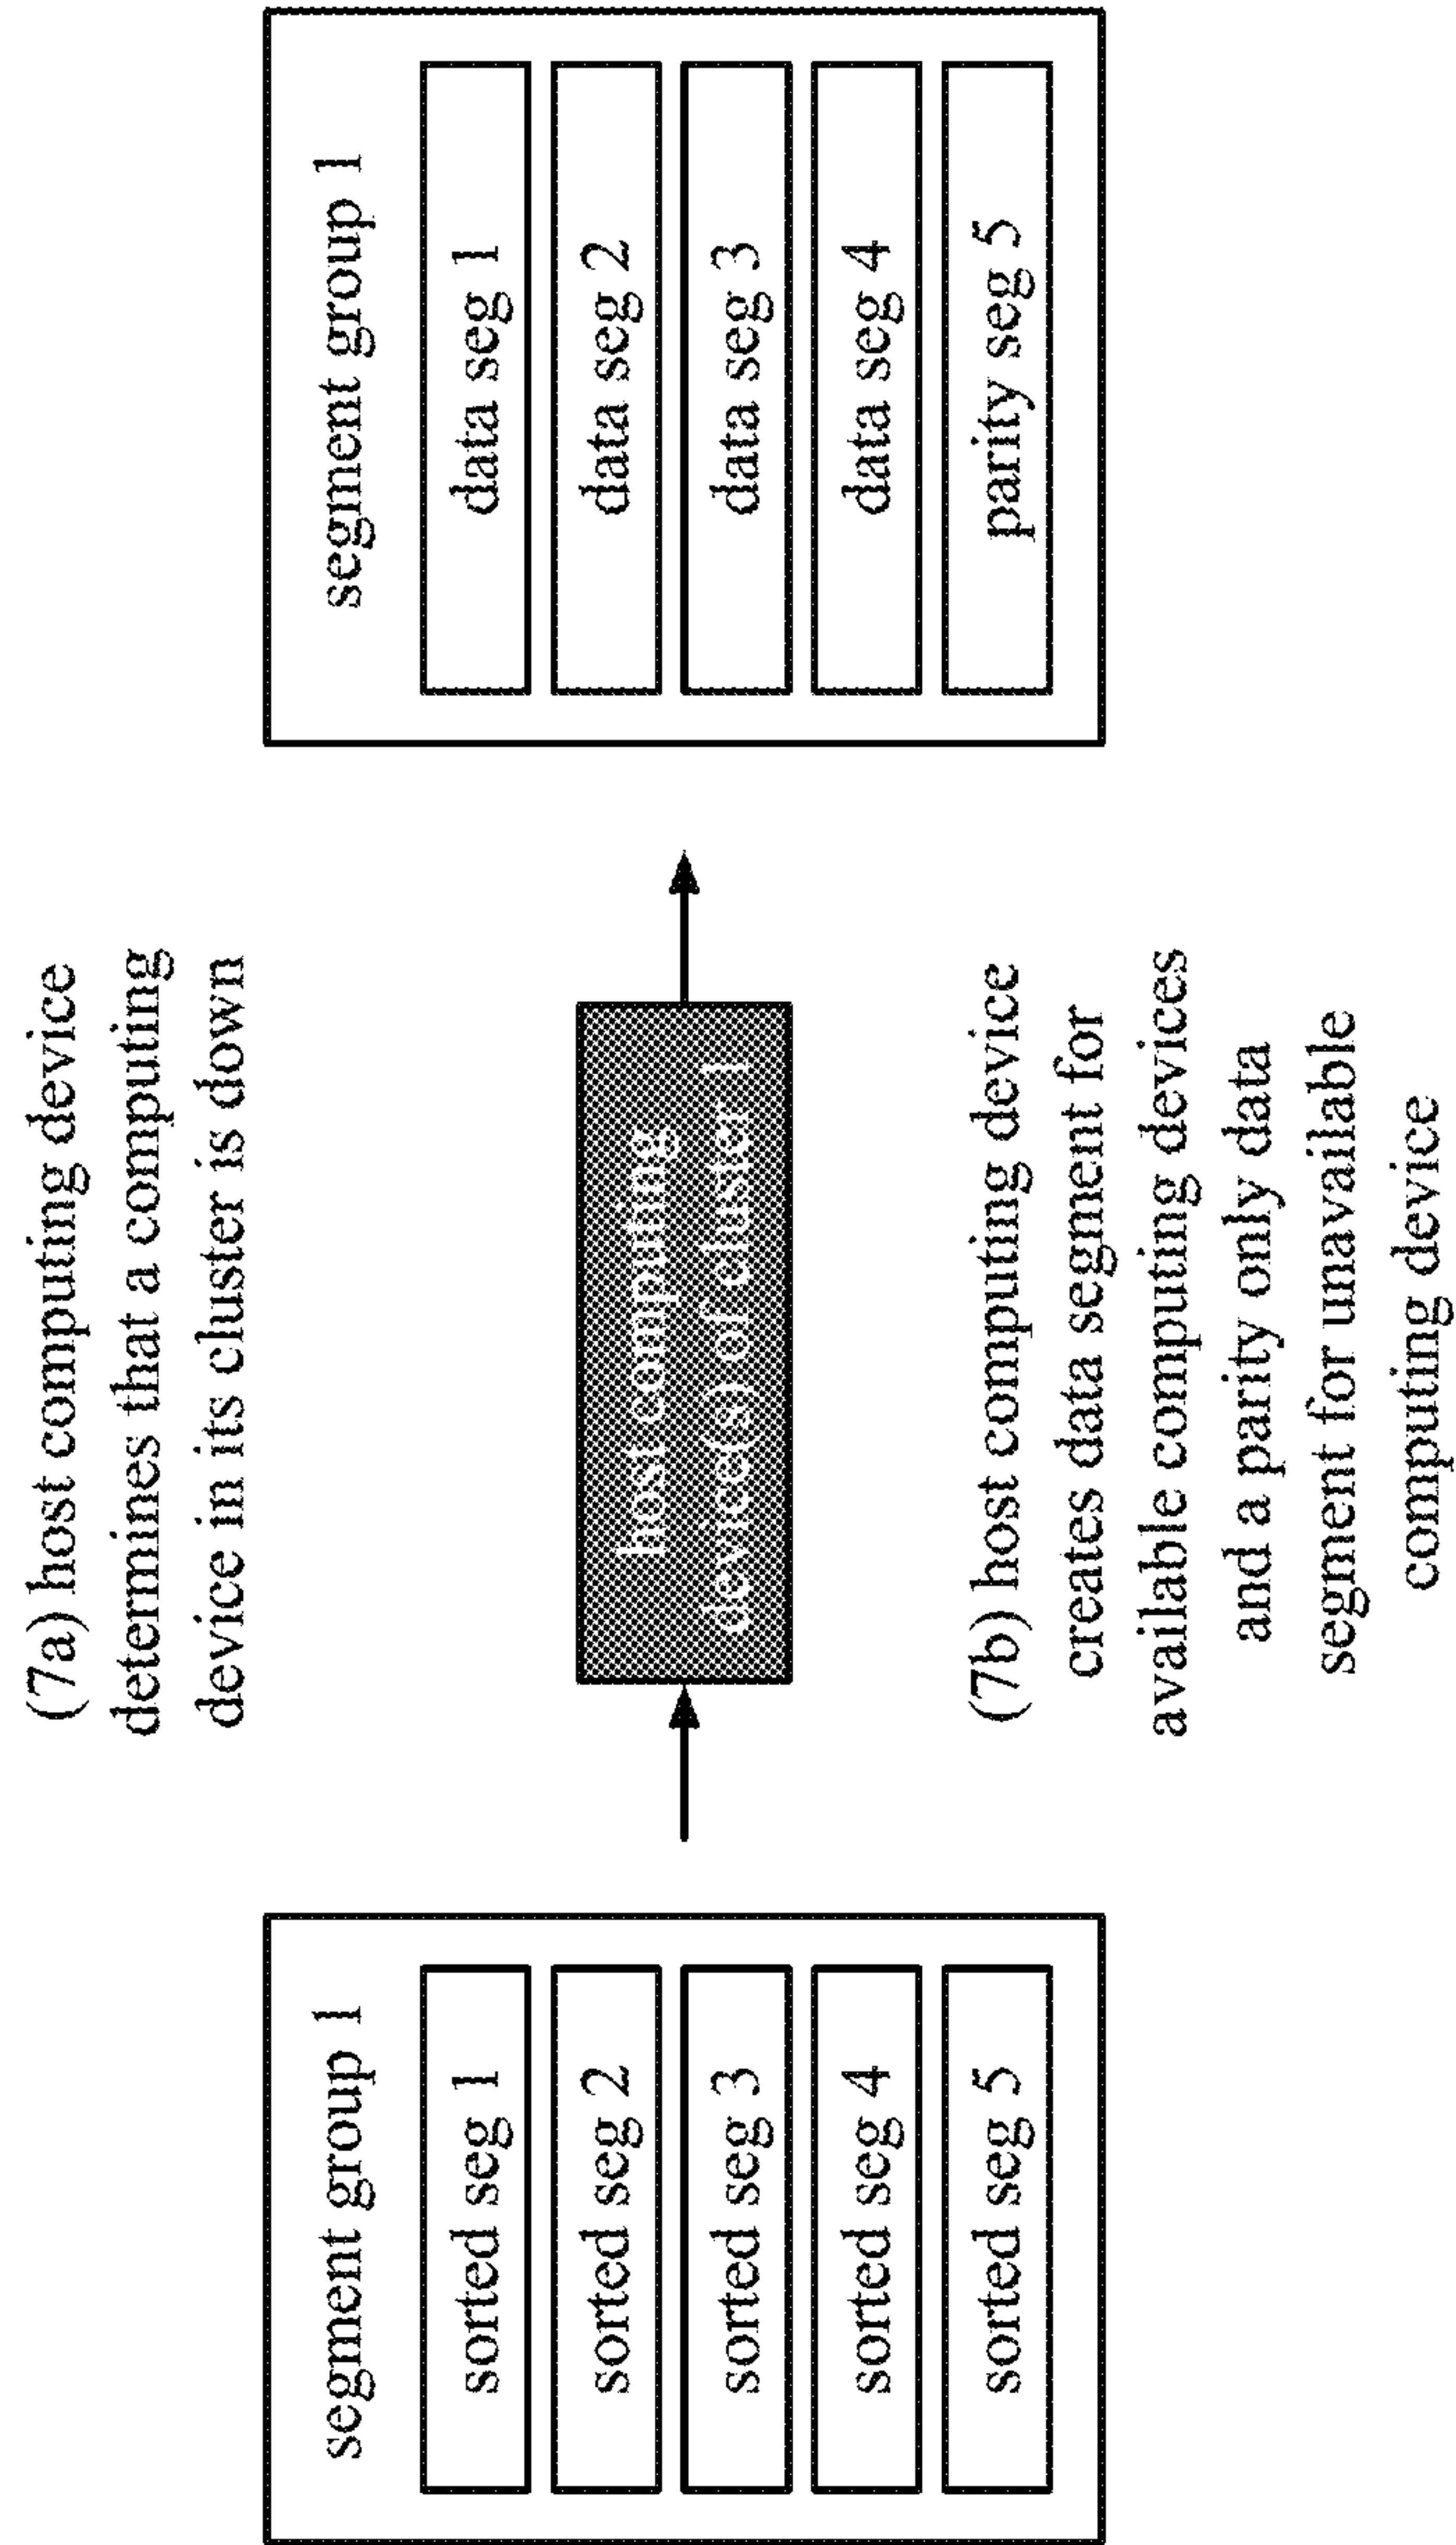 segment group 1
sorted seg 1
sorted seg 2
sorted seg 3
sorted seg 4
sorted seg 5
(7a) host computing device
determines that a computing
device in its cluster is down
host computing
device(s) of cluster 1
(7b) host computing device
creates data segment for
available computing devices
and a parity only data
segment for unavailable
computing device
segment group 1
data seg 1
data seg 2
data seg 3
data seg 4
parity seg 5